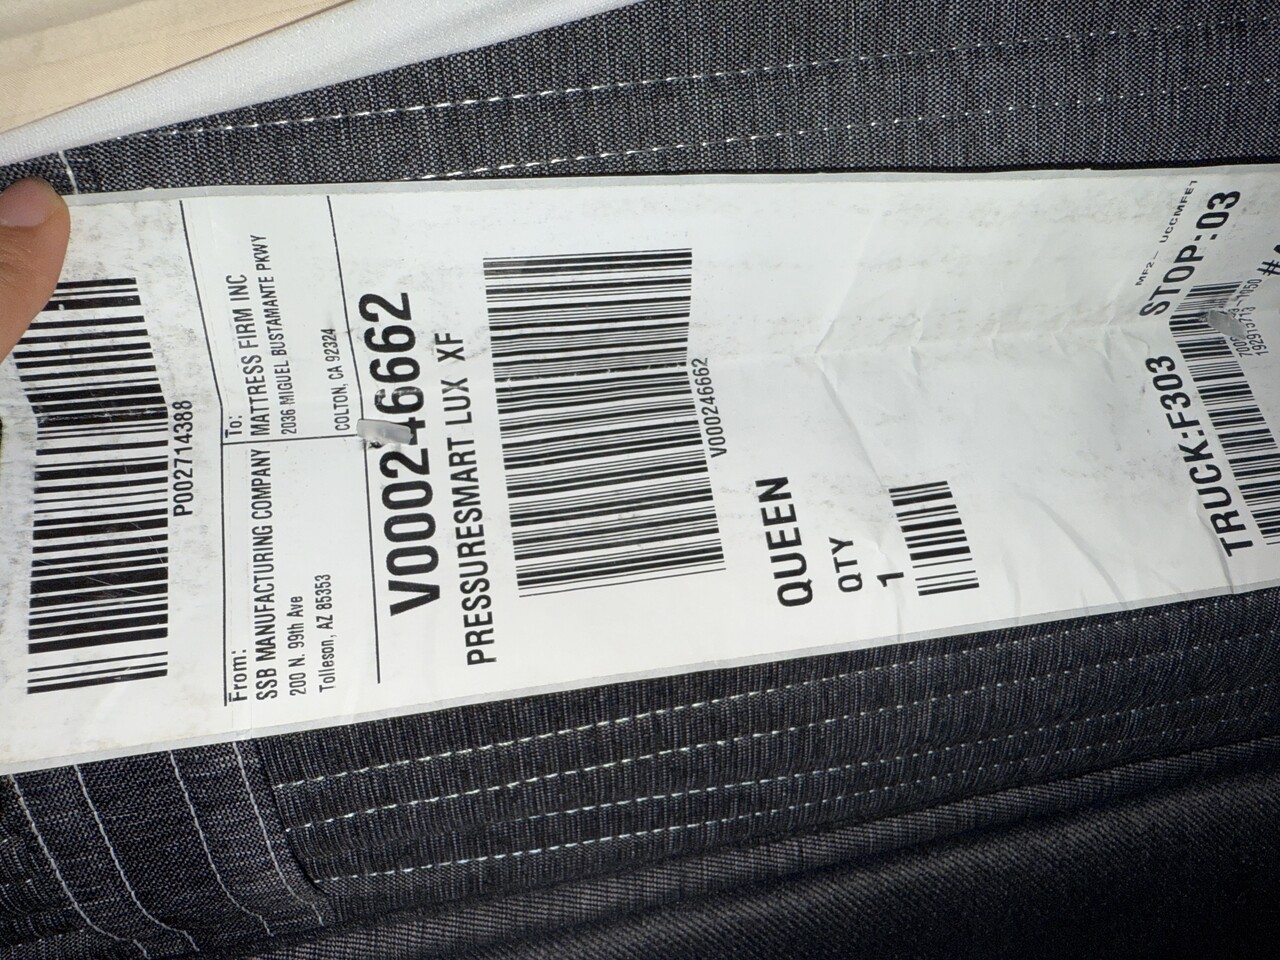 P002714388
From:
SSB MANUFACTURING COMPANY
200 N. 99th Ave
Tolleson, AZ 85353
To:
MATTRESS FIRM INC
2036 MIGUEL BUSTAMANTE PKWY
COLTON, CA 92324
V000246662
PRESSURESMART LUX XF
V000246662
QUEEN
QTY
1
MF2.- UCCMFE1
STOP:03
TRUCK:F303